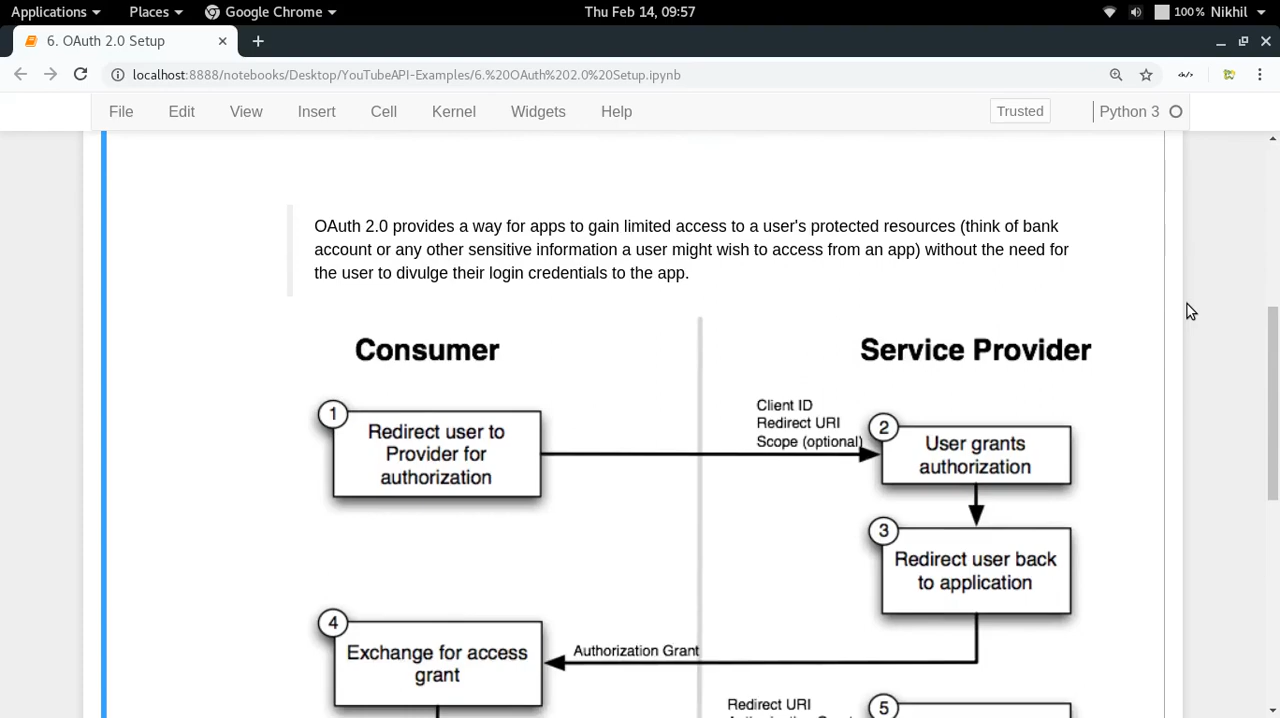 Applications Places Google Chrome Thu Feb 14, 09:57 100% Nikhil
6. OAuth 2.0 Setup
localhost:8888/notebooks/Desktop/YouTubeAPI-Examples/6.%20OAuth%202.0%20Setup.ipynb
File Edit View Insert Cell Kernel Widgets Help Trusted Python 3
OAuth 2.0 provides a way for apps to gain limited access to a user's protected resources (think of bank
account or any other sensitive information a user might wish to access from an app) without the need for
the user to divulge their login credentials to the app.
Consumer
Service Provider
1
Redirect user to
Provider for
authorization
Client ID
Redirect URI
Scope (optional)
2
User grants
authorization
3
Redirect user back
to application
4
Exchange for access
grant
Authorization Grant
Redirect URI
5